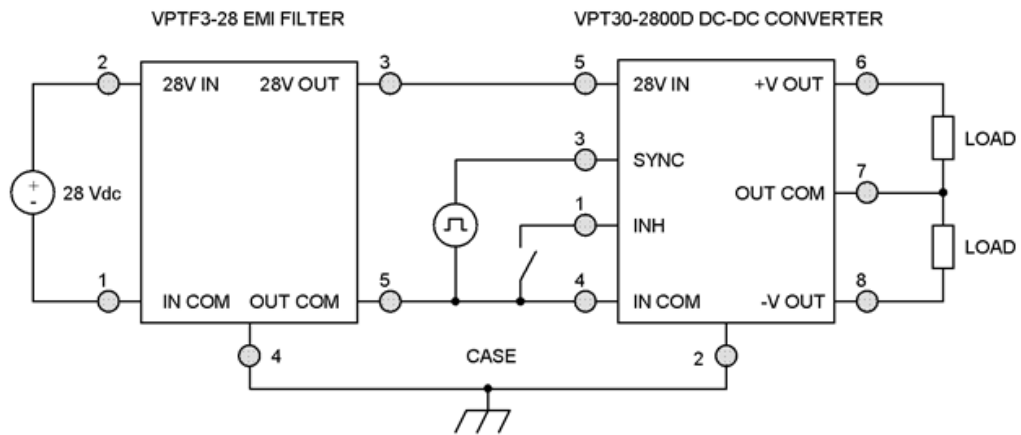 VPTF3-28 EMI FILTER
VPT30-2800D DC-DC CONVERTER
2
28V IN
28V OUT
3
5
28V IN
+V OUT
6
3
SYNC
LOAD
+
-
28 Vdc
OUT COM
7
1
INH
LOAD
1
IN COM
OUT COM
5
4
IN COM
-V OUT
8
4
CASE
2